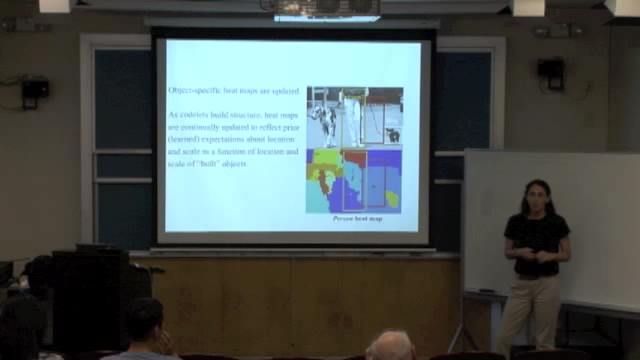 Object-specific heat maps are updated.
As codelets build structure, heat maps
are continually updated to reflect prior
(learned) expectations about location
and scale as a function of location and
scale of "built" objects.
Person heat map